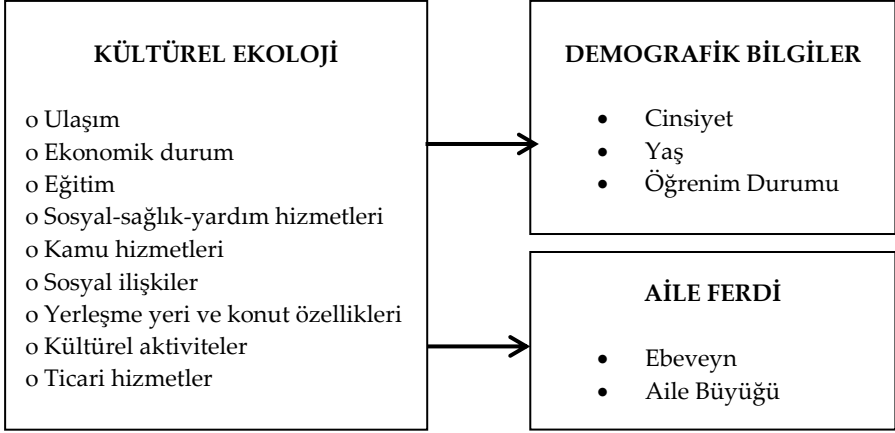 KÜLTÜREL EKOLOJİ
o Ulaşım
o Ekonomik durum
o Eğitim
o Sosyal-sağlık-yardım hizmetleri
o Kamu hizmetleri
o Sosyal ilişkiler
o Yerleşme yeri ve konut özellikleri
o Kültürel aktiviteler
o Ticari hizmetler
DEMOGRAFİK BİLGİLER
• Cinsiyet
• Yaş
• Öğrenim Durumu
AİLE FERDİ
• Ebeveyn
• Aile Büyüğü